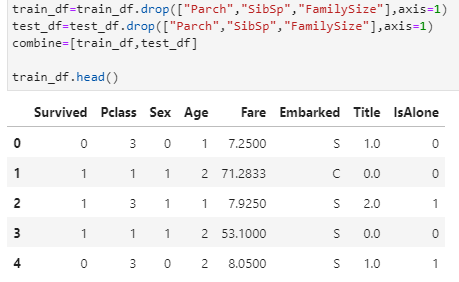 train_df=train_df.drop(["Parch","SibSp","FamilySize"],axis=1)
test_df=test_df.drop(["Parch","SibSp","FamilySize"],axis=1)
combine=[train_df,test_df]
train_df.head()
Survived Pclass Sex Age Fare Embarked Title IsAlone
0 0 3 0 1 7.2500 S 1.0 0
1 1 1 1 2 71.2833 C 0.0 0
2 1 3 1 1 7.9250 S 2.0 1
3 1 1 1 2 53.1000 S 0.0 0
4 0 3 0 2 8.0500 S 1.0 1